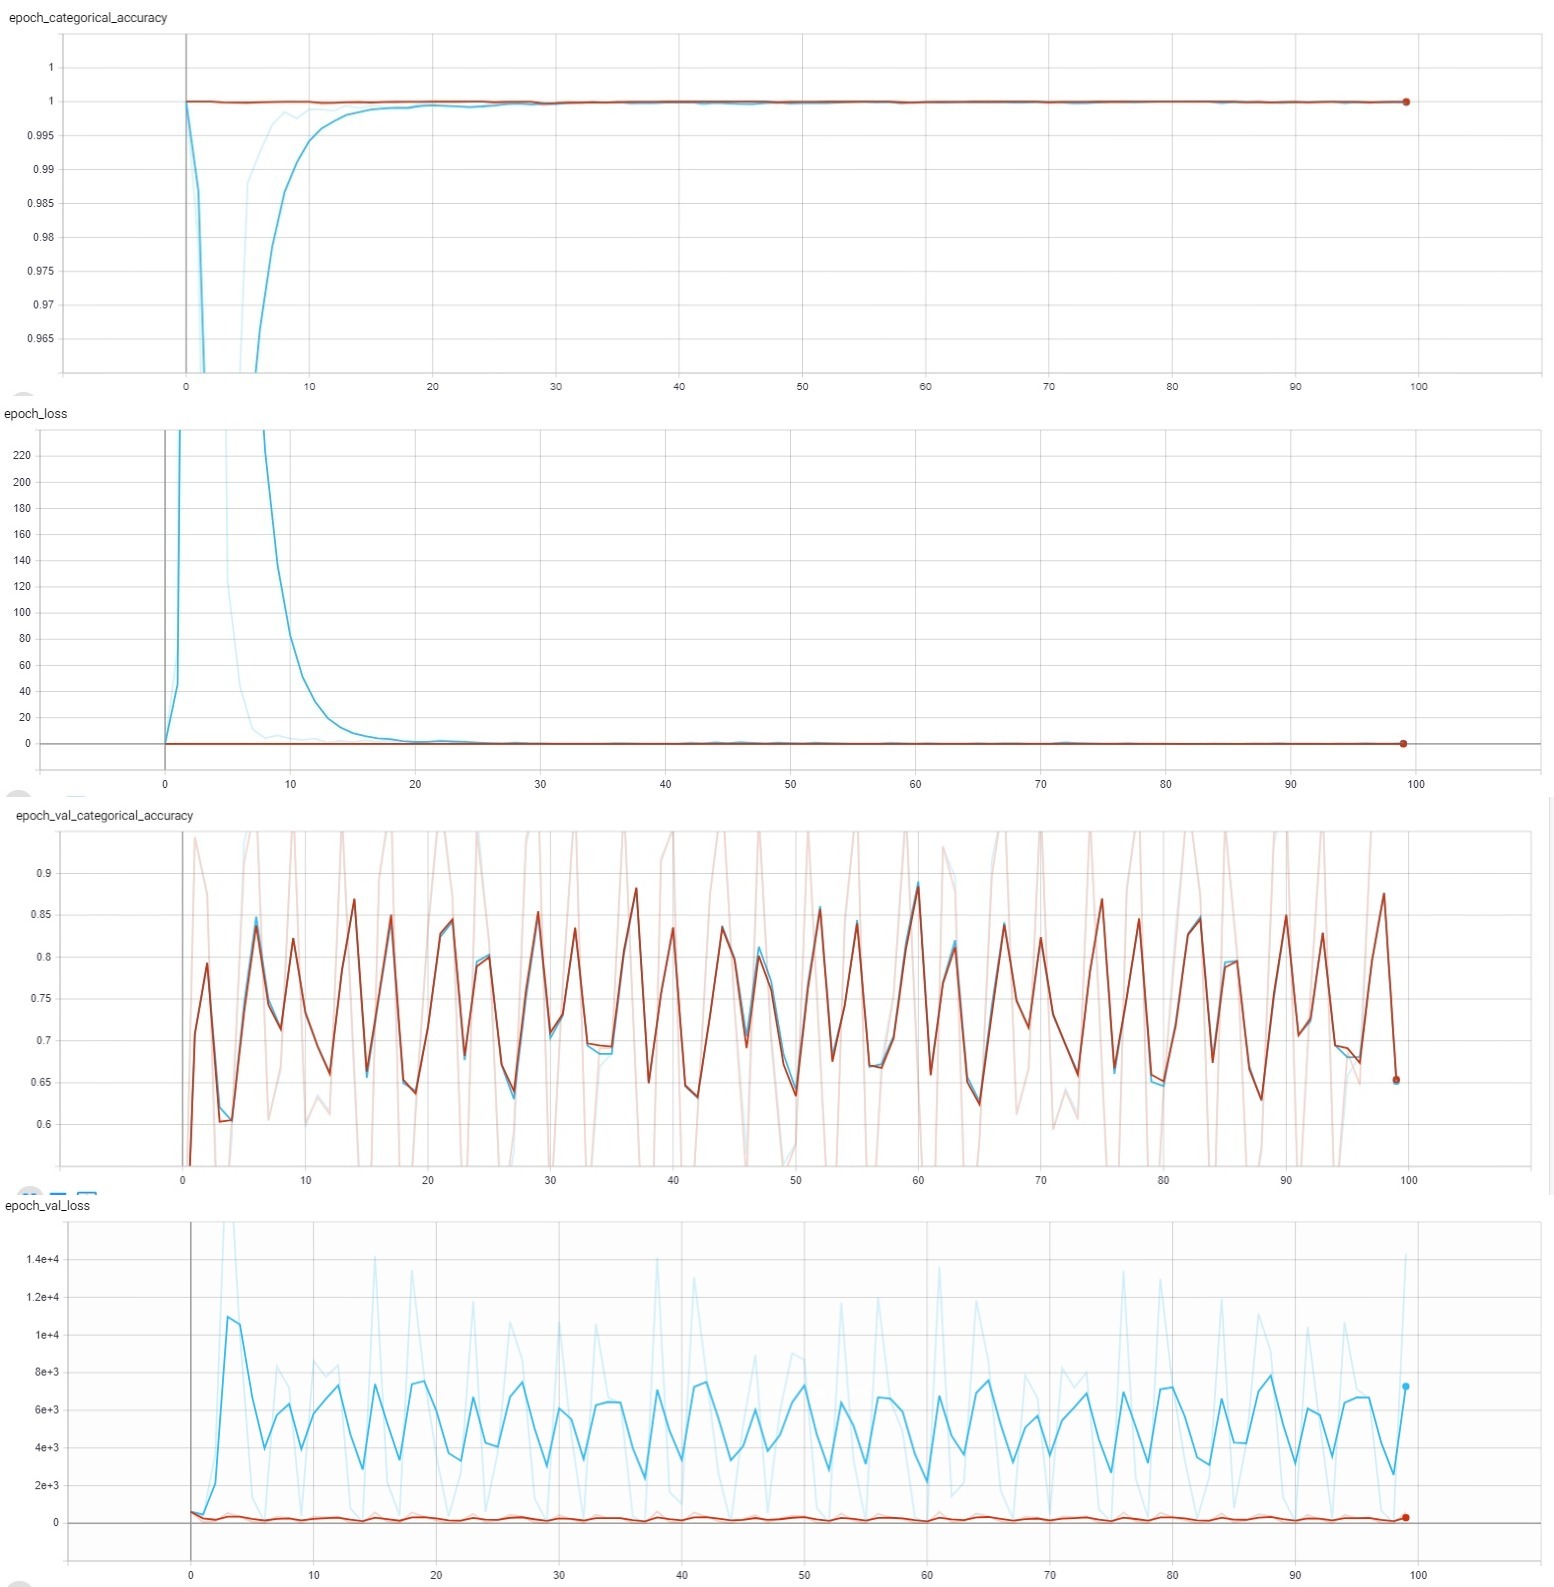 epoch_categorical_accuracy
1
1
0.995
0.99
0.985
0.98
0.975
0.97
0.965
0 10 20 30 40 50 60 70 80 90 100
epoch_loss
220
200
180
160
140
120
100
80
60
40
20
0
0 10 20 30 40 50 60 70 80 90 100
epoch_val_categorical_accuracy
0.9
0.85
0.8
0.75
0.7
0.65
0.6
0 10 20 30 40 50 60 70 80 90 100
epoch_val_loss
1.4e+4
1.2e+4
1e+4
8e+3
6e+3
4e+3
2e+3
0
0 10 20 30 40 50 60 70 80 90 100